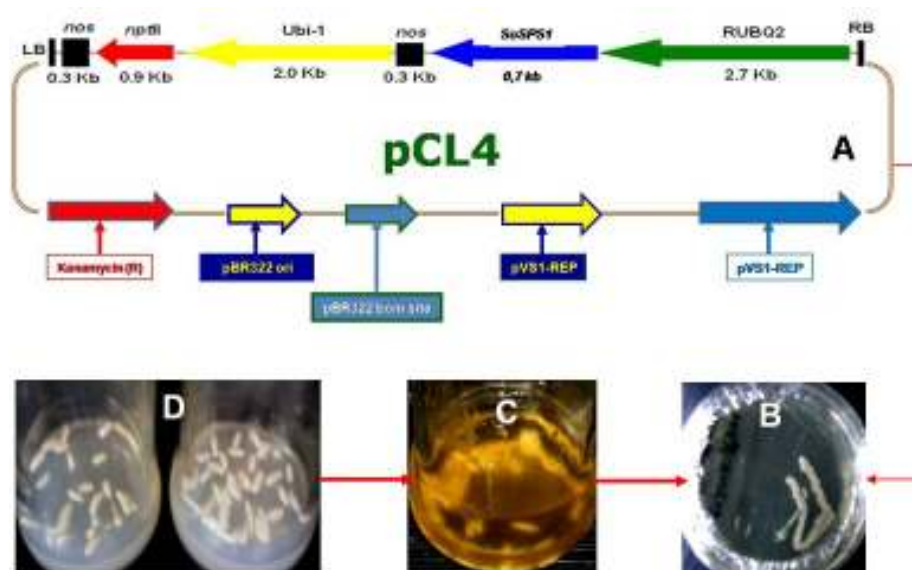 nos nptII Ubi-1 nos SoSPS1 RUBQ2 RB
LB
0.3 Kb 0.9 Kb 2.0 Kb 0.3 Kb 0,7 kb 2.7 Kb
pCL4 A
Kanamycin (R) pBR322 ori pVS1-REP pVS1-REP
pBR322 bom site
D C B